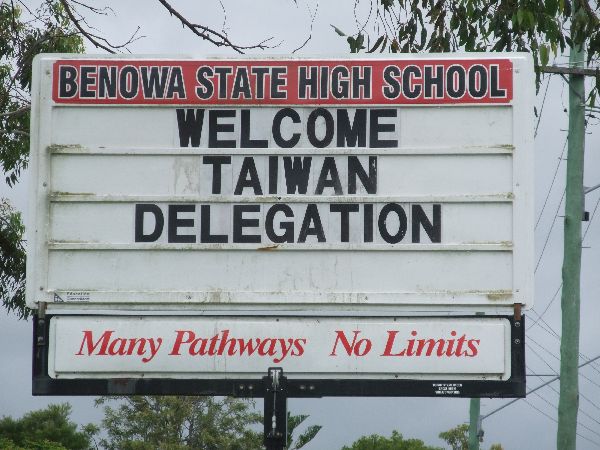 BENOWA STATE HIGH SCHOOL
WELCOME
TAIWAN
DELEGATION
Many Pathways No Limits